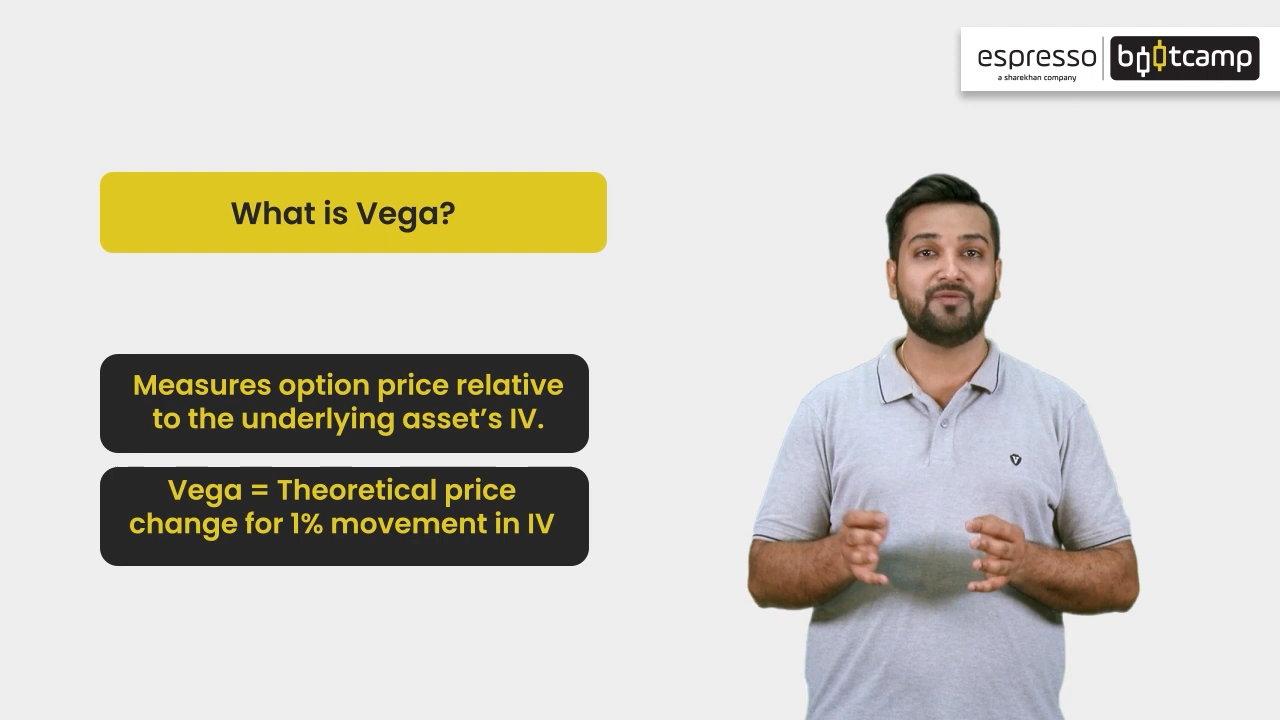 espresso
a sharekhan company
bootcamp
What is Vega?
Measures option price relative
to the underlying asset’s IV.
Vega = Theoretical price
change for 1% movement in IV